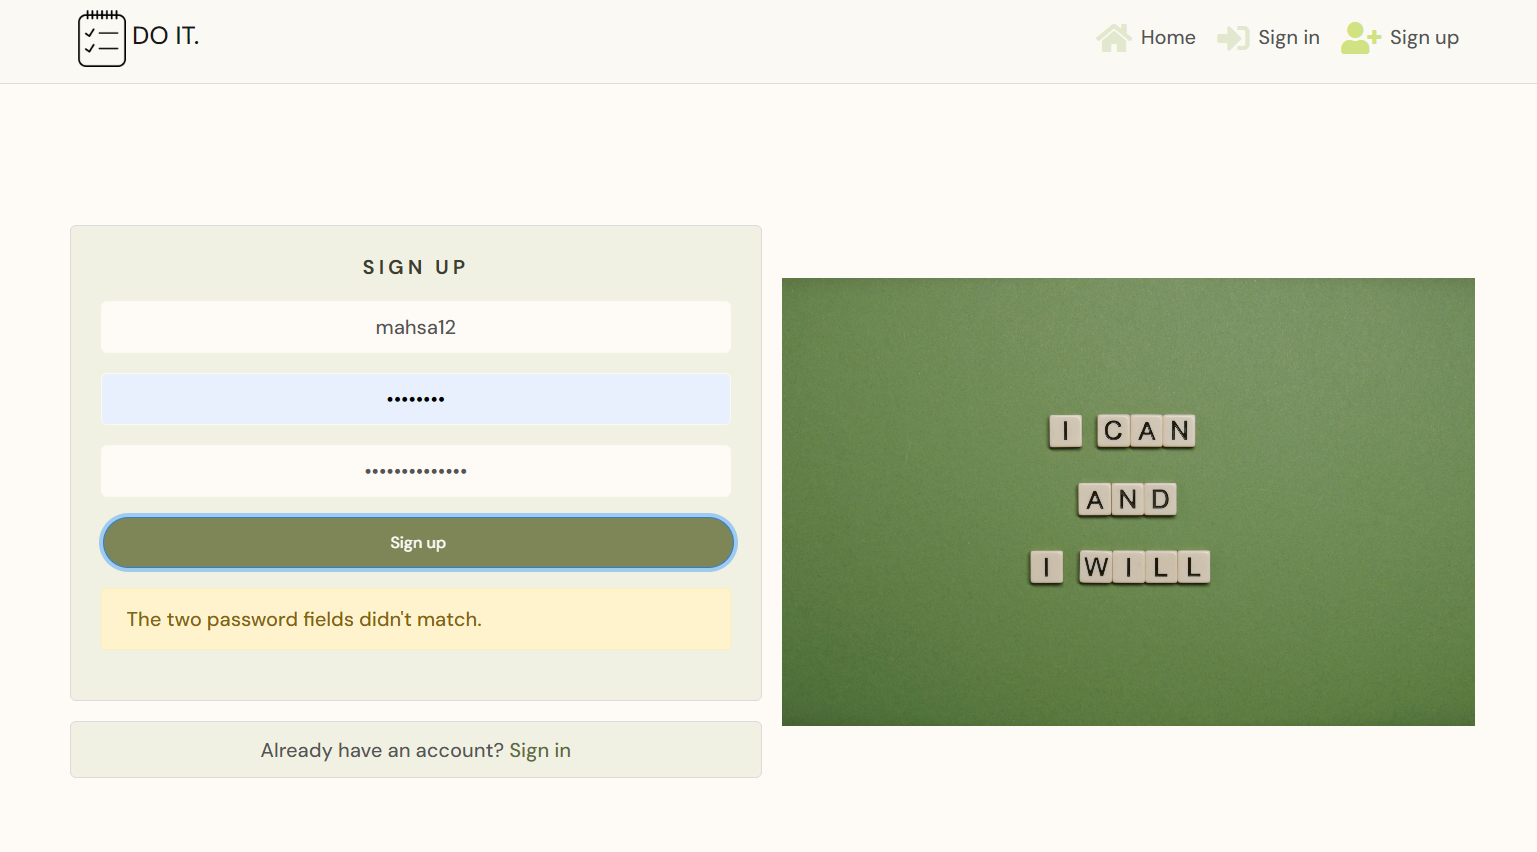 DO IT.
Home
Sign in
Sign up
SIGN UP
mahsa12
••••••••
••••••••••••••
Sign up
The two password fields didn't match.
Already have an account? Sign in
I CAN
AND
I WILL